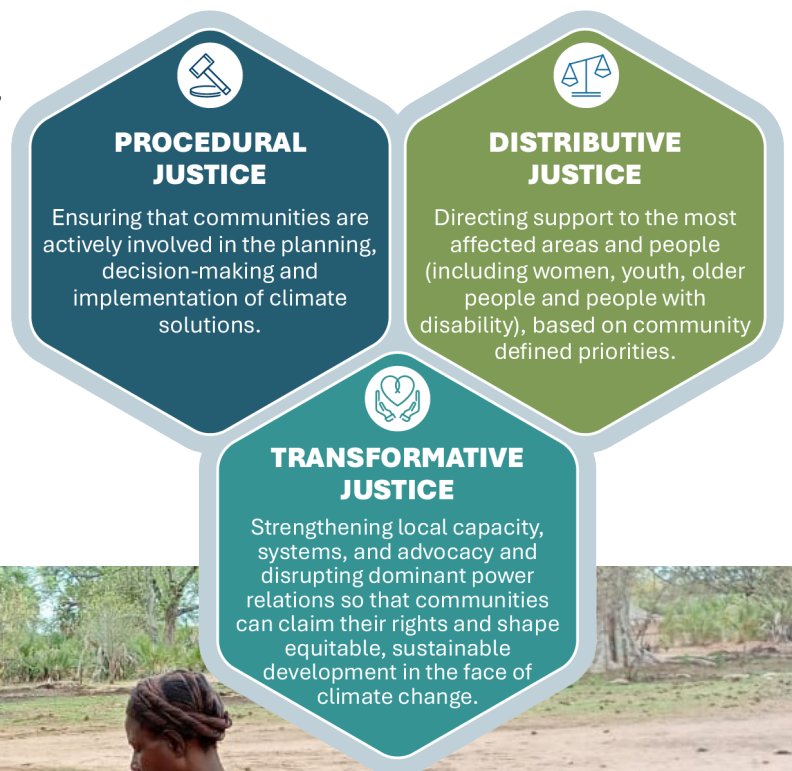 PROCEDURAL
JUSTICE
Ensuring that communities are
actively involved in the planning,
decision-making and
implementation of climate
solutions.
DISTRIBUTIVE
JUSTICE
Directing support to the most
affected areas and people
(including women, youth, older
people and people with
disability), based on community
defined priorities.
TRANSFORMATIVE
JUSTICE
Strengthening local capacity,
systems, and advocacy and
disrupting dominant power
relations so that communities
can claim their rights and shape
equitable, sustainable
development in the face of
climate change.